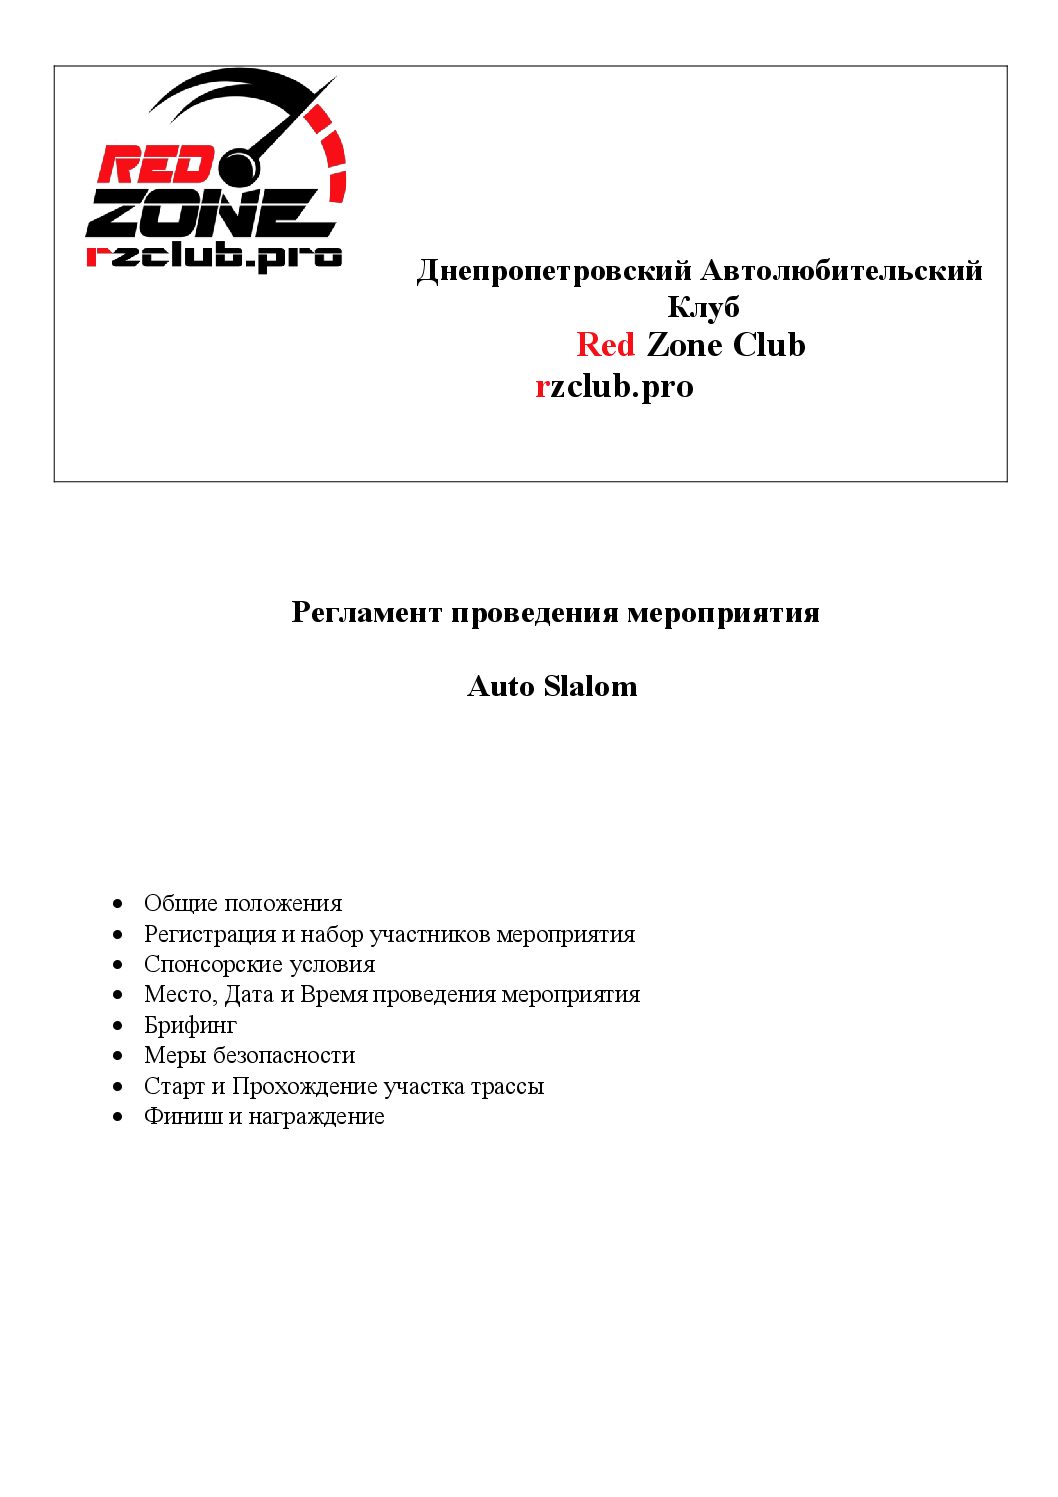 RED
ZONE
rzclub.pro
Днепропетровский Автолюбительский
Клуб
Red Zone Club
rzclub.pro
Регламент проведения мероприятия
Auto Slalom
• Общие положения
• Регистрация и набор участников мероприятия
• Спонсорские условия
• Место, Дата и Время проведения мероприятия
• Брифинг
• Меры безопасности
• Старт и Прохождение участка трассы
• Финиш и награждение